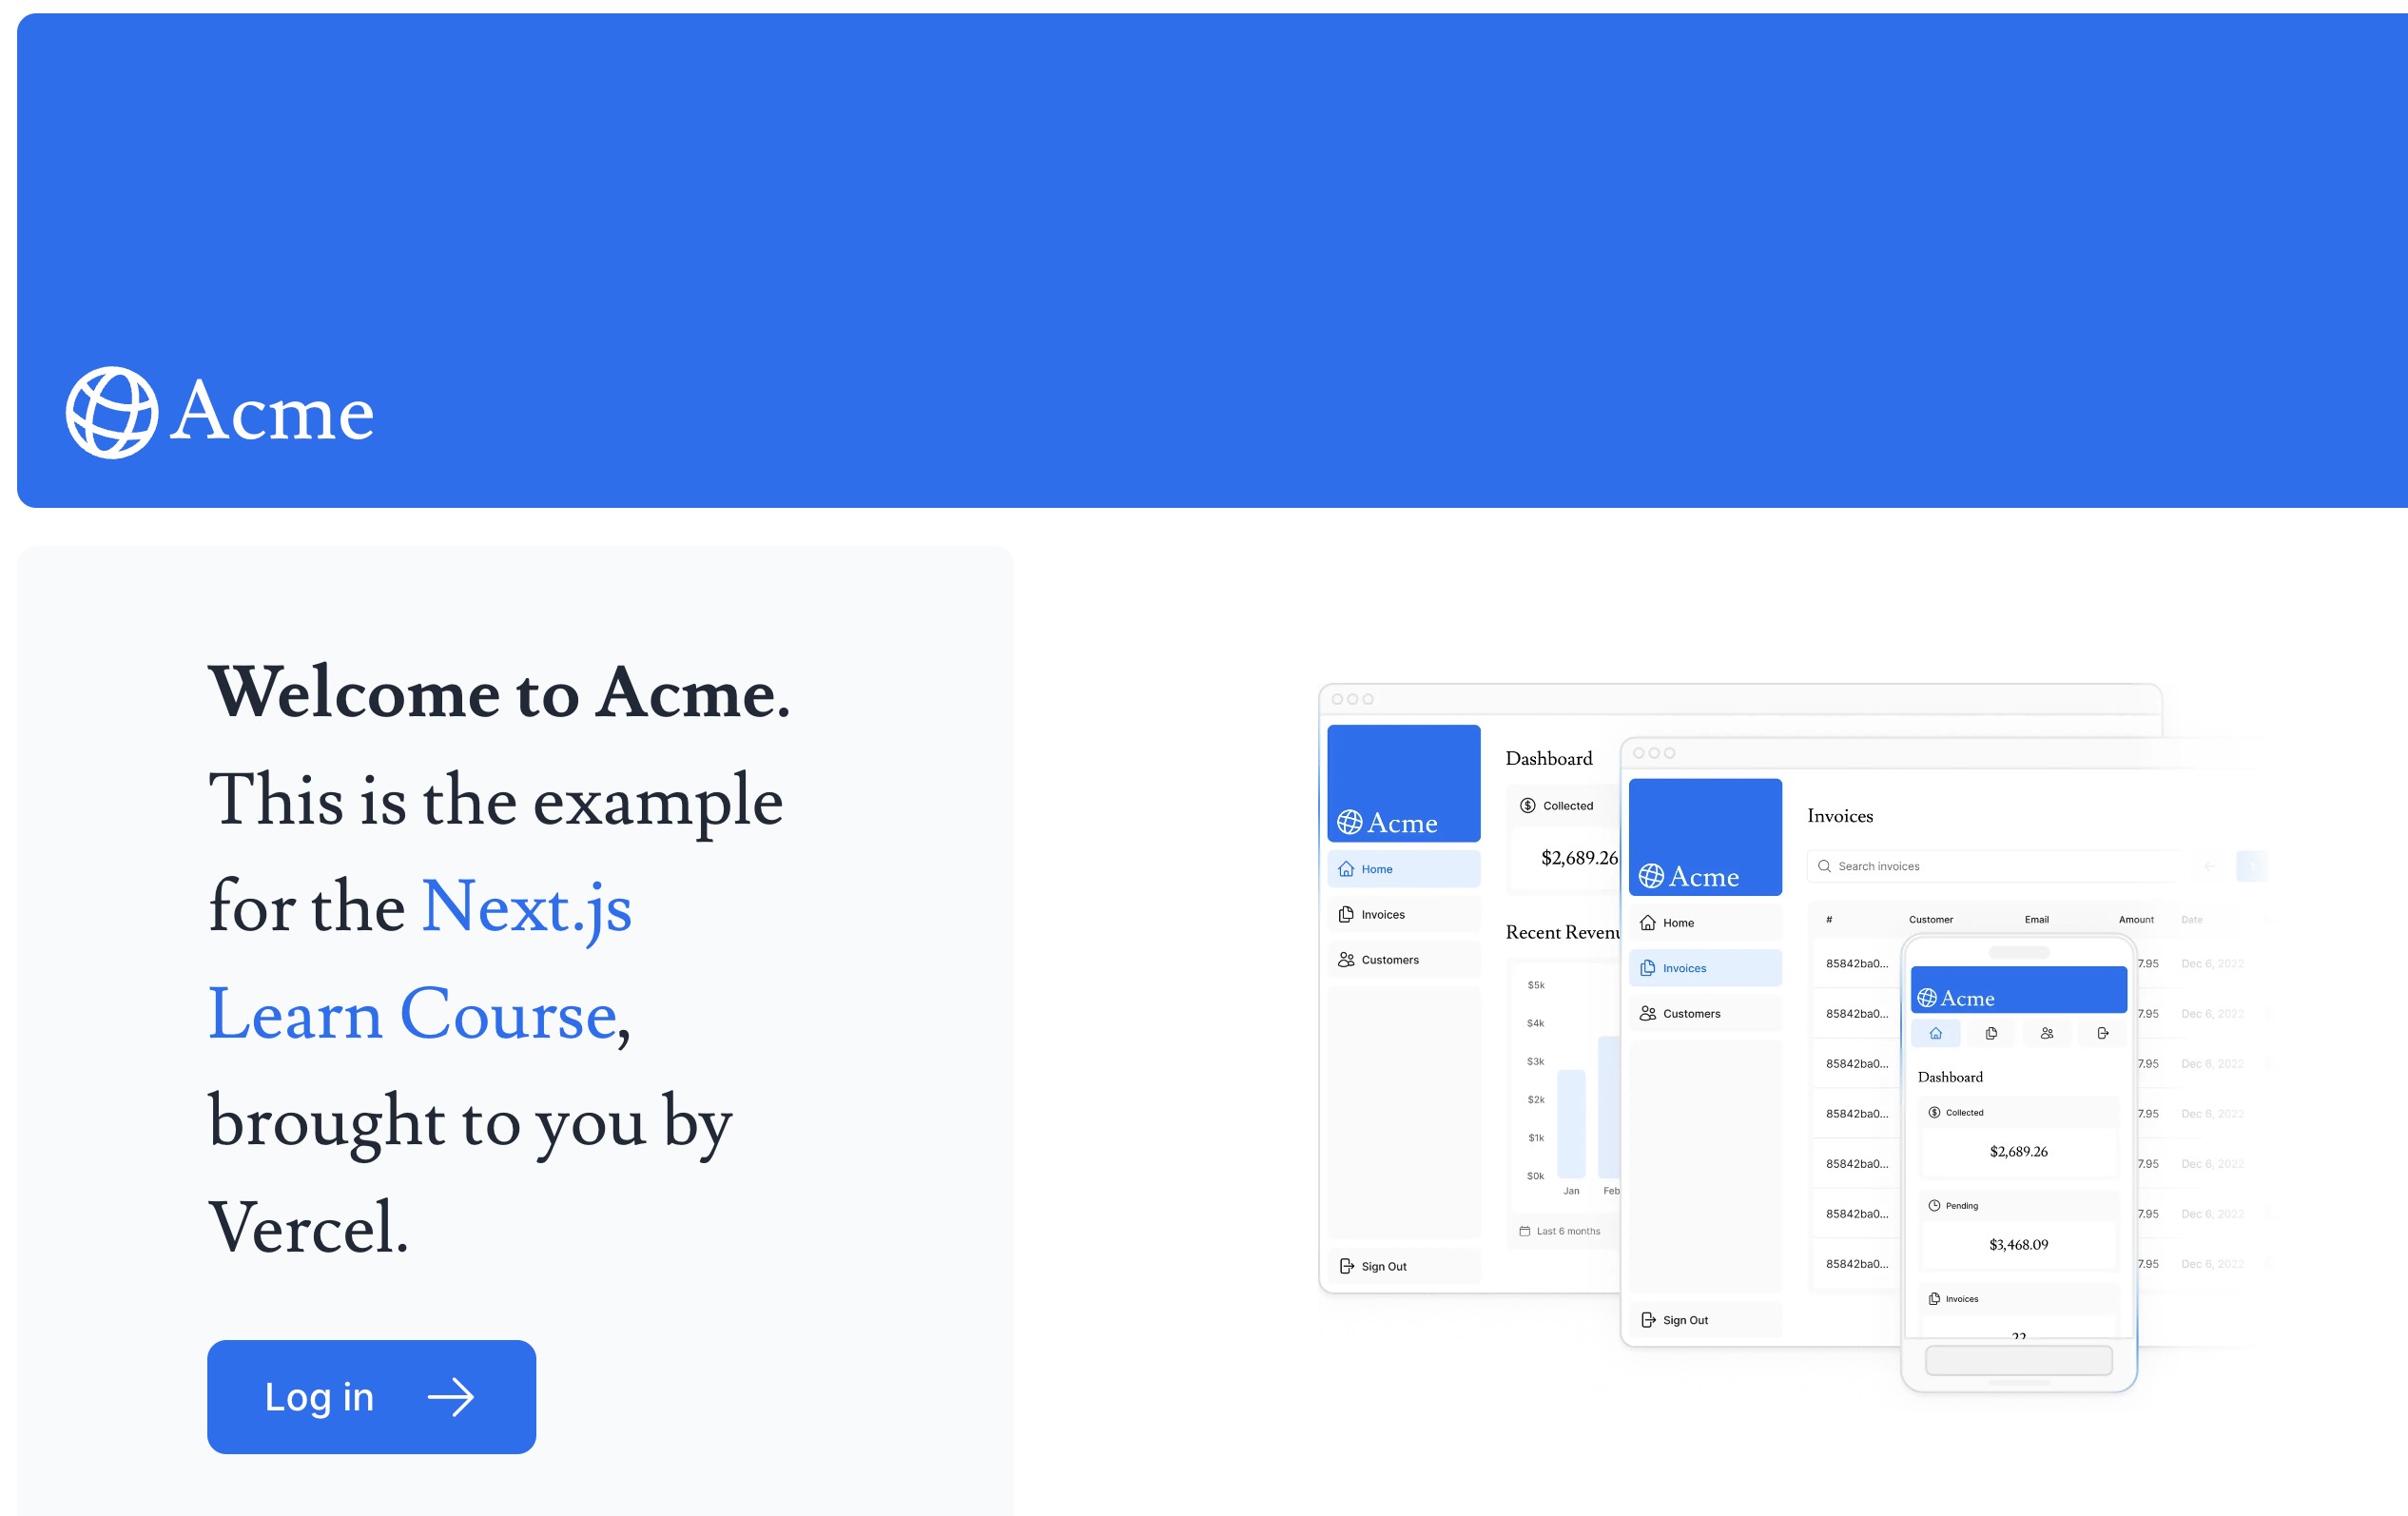 Acme
Welcome to Acme.
This is the example
for the Next.js
Learn Course,
brought to you by
Vercel.
Log in
Acme
Home
Invoices
Customers
Sign Out
Dashboard
Collected
$2,689.26
Recent Revenu
$5k
$4k
$3k
$2k
$1k
$0k
Jan Feb
Last 6 months
Acme
Home
Invoices
Customers
Sign Out
Invoices
Search invoices
# Customer Email Amount Date
85842ba0... 7.95 Dec 6, 2022
85842ba0... 7.95 Dec 6, 2022
85842ba0... 7.95 Dec 6, 2022
85842ba0... 7.95 Dec 6, 2022
85842ba0... 7.95 Dec 6, 2022
85842ba0... 7.95 Dec 6, 2022
85842ba0... 7.95 Dec 6, 2022
Acme
Dashboard
Collected
$2,689.26
Pending
$3,468.09
Invoices
22